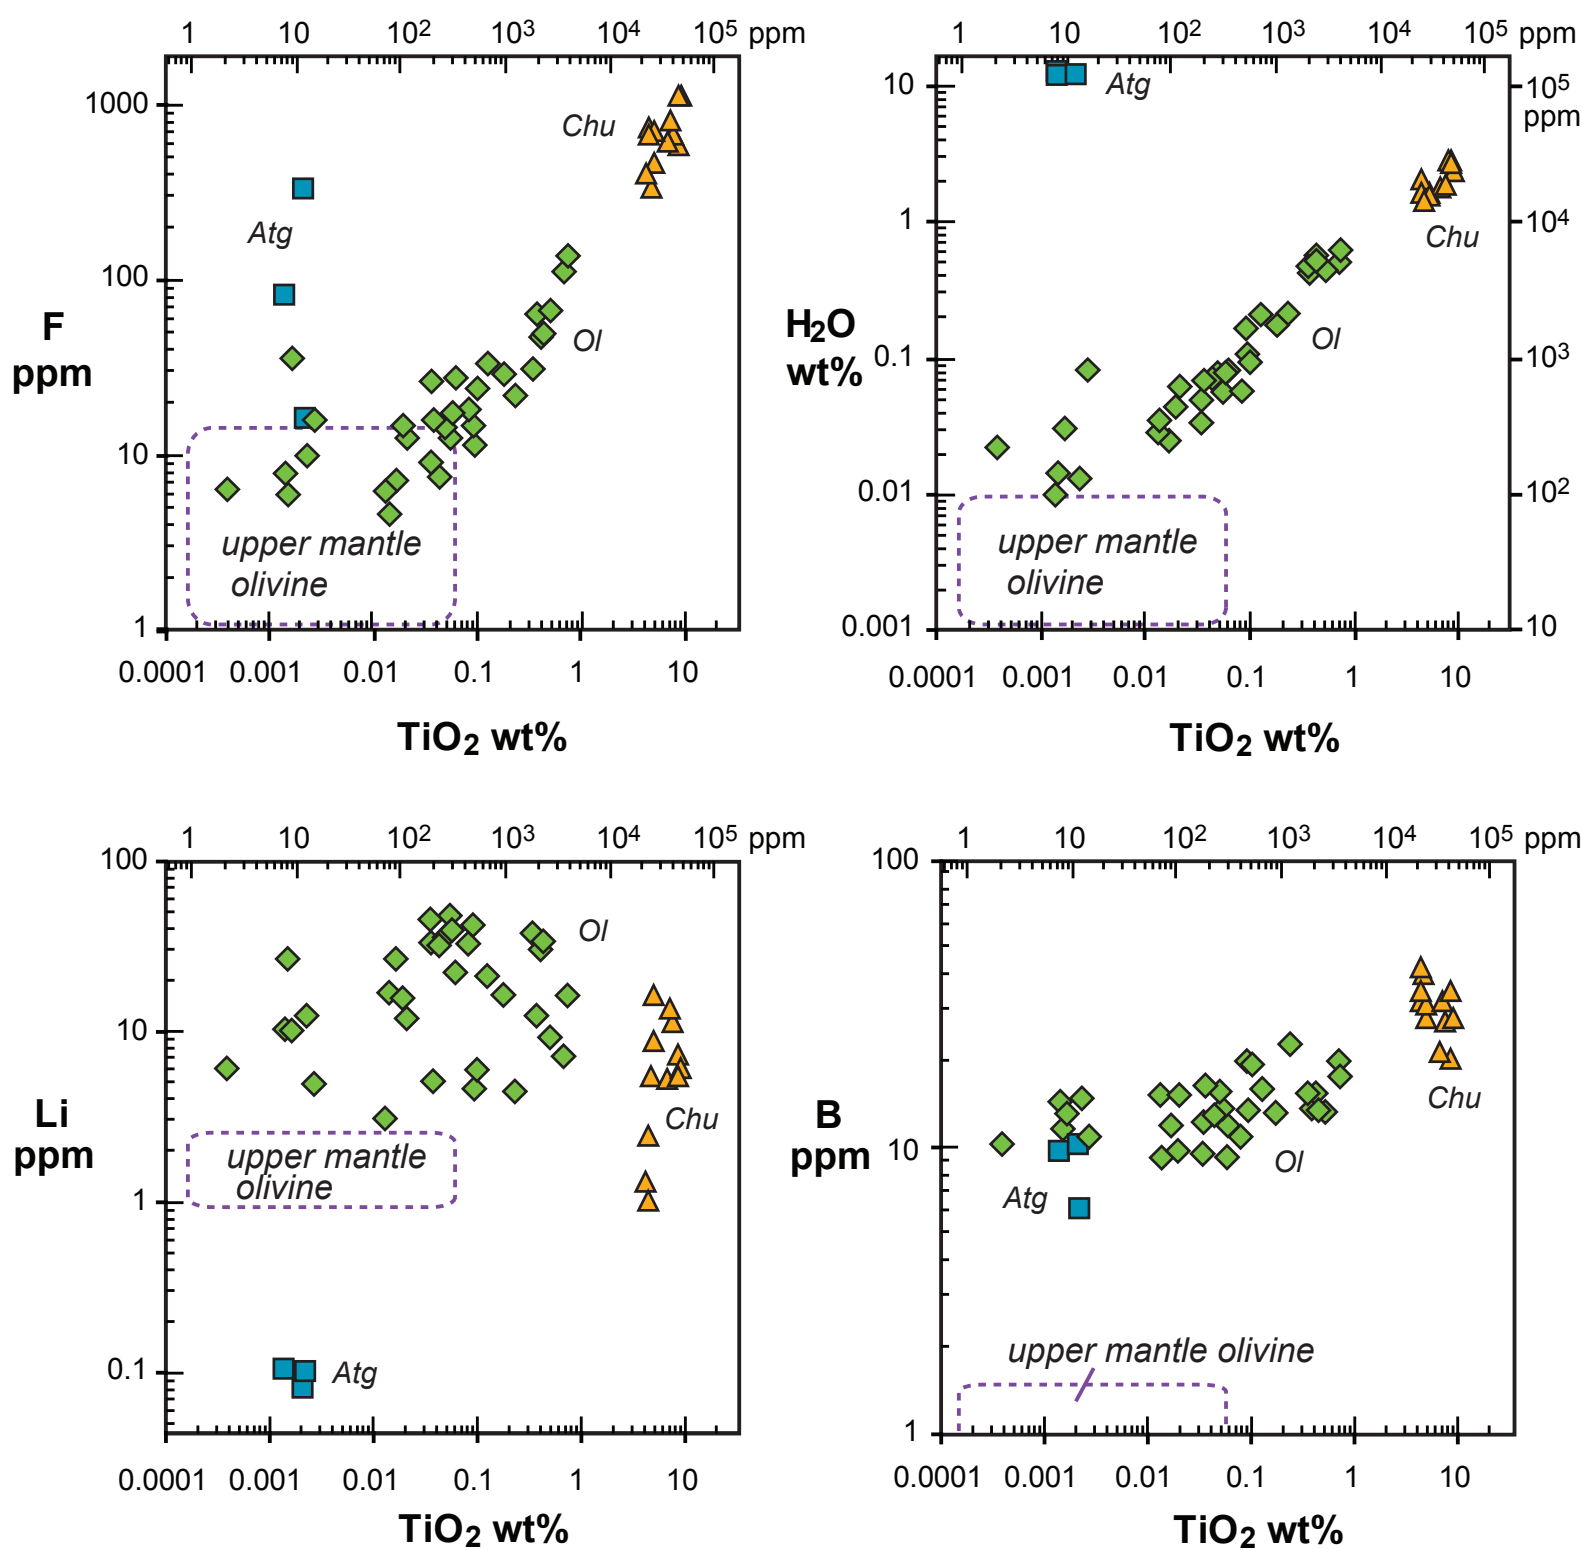 1 10 10² 10³ 10⁴ 10⁵ ppm
1000
100
10
1
F
ppm
Chu
Atg
Ol
upper mantle
olivine
0.0001 0.001 0.01 0.1 1 10
TiO₂ wt%
1 10 10² 10³ 10⁴ 10⁵ ppm
10
1
0.1
0.01
0.001
H₂O
wt%
Atg
Chu
Ol
upper mantle
olivine
10⁵
ppm
10⁴
10³
10²
10
0.0001 0.001 0.01 0.1 1 10
TiO₂ wt%
1 10 10² 10³ 10⁴ 10⁵ ppm
100
10
1
0.1
Li
ppm
Ol
Chu
upper mantle
olivine
Atg
0.0001 0.001 0.01 0.1 1 10
TiO₂ wt%
1 10 10² 10³ 10⁴ 10⁵ ppm
100
10
1
B
ppm
Chu
Ol
Atg
upper mantle olivine
0.0001 0.001 0.01 0.1 1 10
TiO₂ wt%